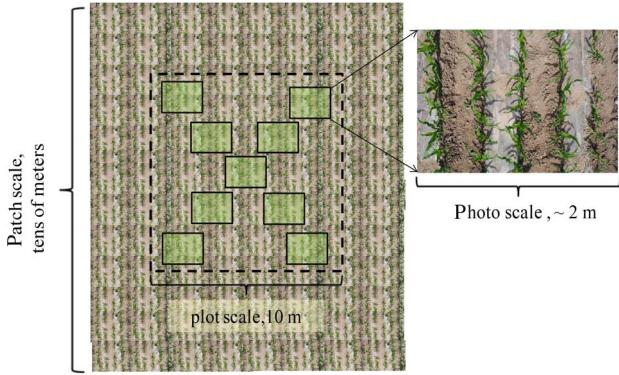 Patch scale,
tens of meters
Photo scale , ~ 2 m
plot scale,10 m